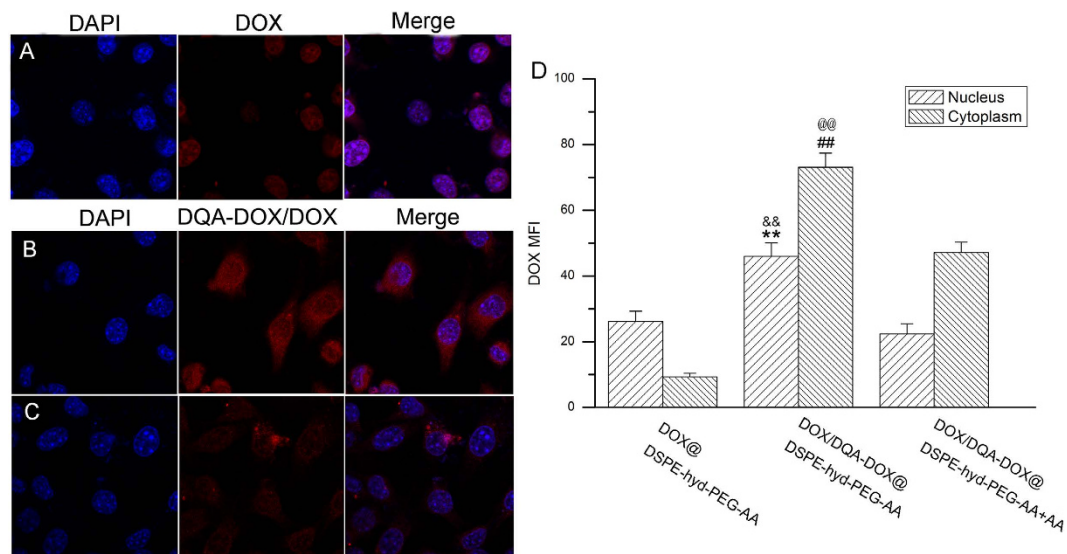 DAPI DOX Merge
A
DAPI DQA-DOX/DOX Merge
B
C
D
DOX MFI
100
80
60
40
20
0
Nucleus
Cytoplasm
&&
**
@@
##
DOX@
DSPE-hyd-PEG-AA
DOX/DQA-DOX@
DSPE-hyd-PEG-AA
DOX/DQA-DOX@
DSPE-hyd-PEG-AA+AA